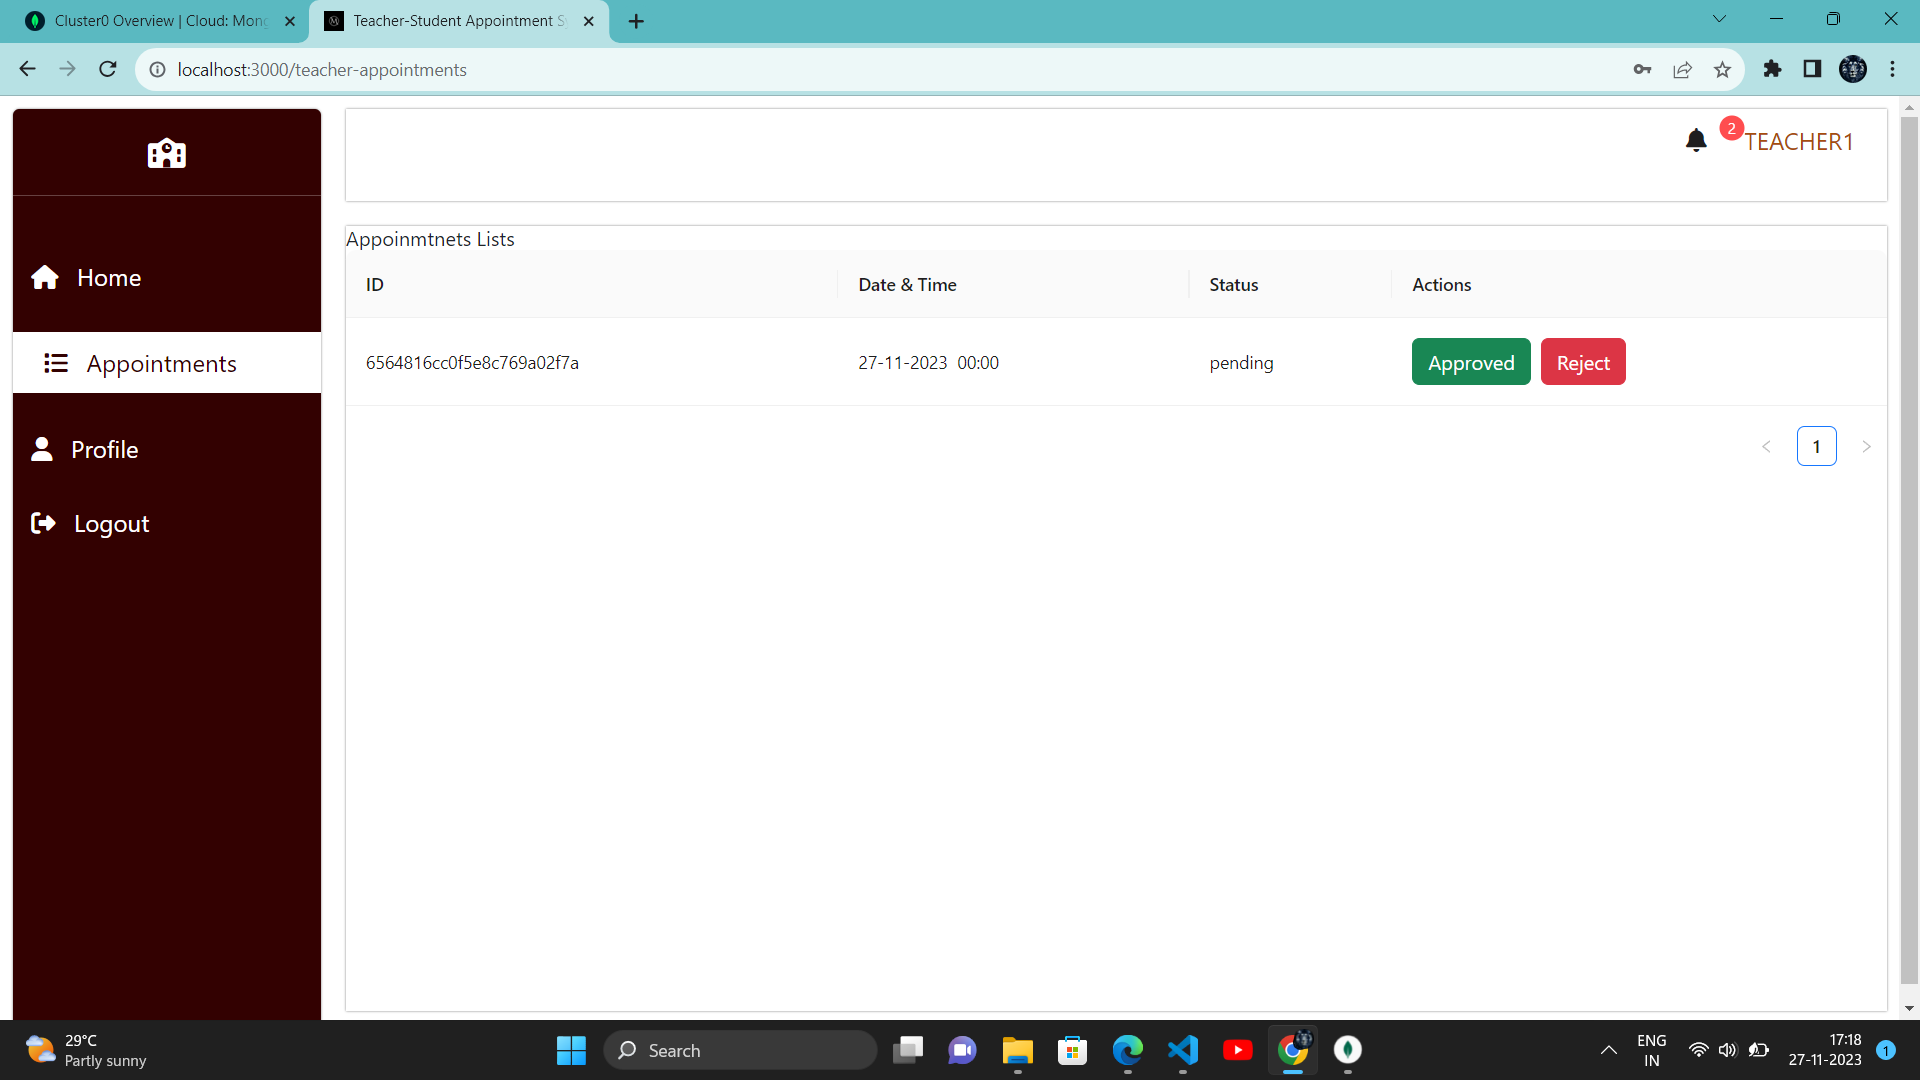 Cluster0 Overview | Cloud: Mon
Teacher-Student Appointment S
localhost:3000/teacher-appointments
2
TEACHER1
Home
Appointments
Profile
Logout
Appoinmtnets Lists
ID Date & Time Status Actions
6564816cc0f5e8c769a02f7a 27-11-2023 00:00 pending Approved Reject
1
29°C
Partly sunny
Search
ENG
IN
17:18
27-11-2023
1